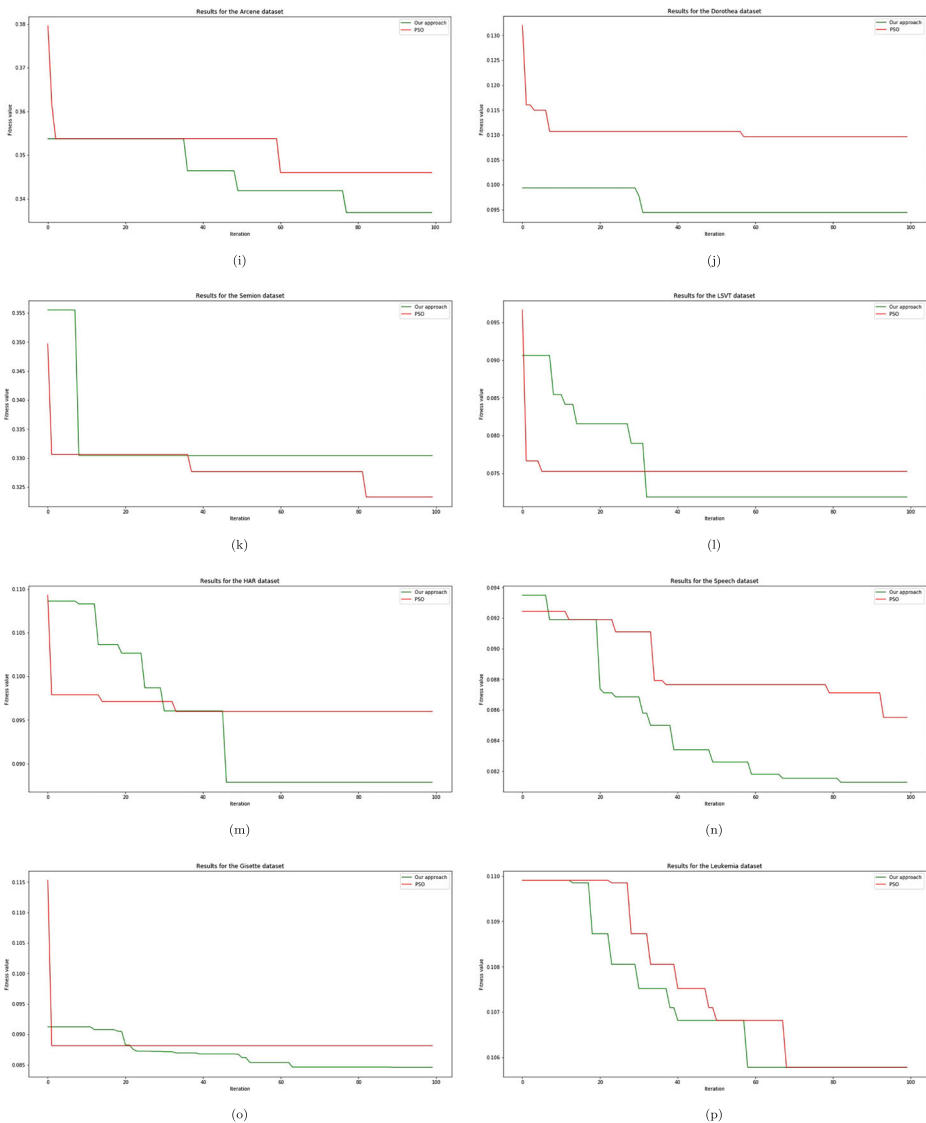 Results for the Arcene dataset
Our approach
PSO
Fitness value
0.38
0.37
0.36
0.35
0.34
0
20
40
60
80
100
Iteration
(i)
Results for the Dorothea dataset
Our approach
PSO
Fitness value
0.130
0.125
0.120
0.115
0.110
0.105
0.100
0.095
0
20
40
60
80
100
Iteration
(j)
Results for the Semion dataset
Our approach
PSO
Fitness value
0.355
0.350
0.345
0.340
0.335
0.330
0.325
0
20
40
60
80
100
Iteration
(k)
Results for the LSVT dataset
Our approach
PSO
Fitness value
0.095
0.090
0.085
0.080
0.075
0
20
40
60
80
100
Iteration
(l)
Results for the HAR dataset
Our approach
PSO
Fitness value
0.110
0.105
0.100
0.095
0.090
0
20
40
60
80
100
Iteration
(m)
Results for the Speech dataset
Our approach
PSO
Fitness value
0.094
0.092
0.090
0.088
0.086
0.084
0.082
0
20
40
60
80
100
Iteration
(n)
Results for the Gisette dataset
Our approach
PSO
Fitness value
0.115
0.110
0.105
0.100
0.095
0.090
0.085
0
20
40
60
80
100
Iteration
(o)
Results for the Leukemia dataset
Our approach
PSO
Fitness value
0.110
0.109
0.108
0.107
0.106
0
20
40
60
80
100
Iteration
(p)